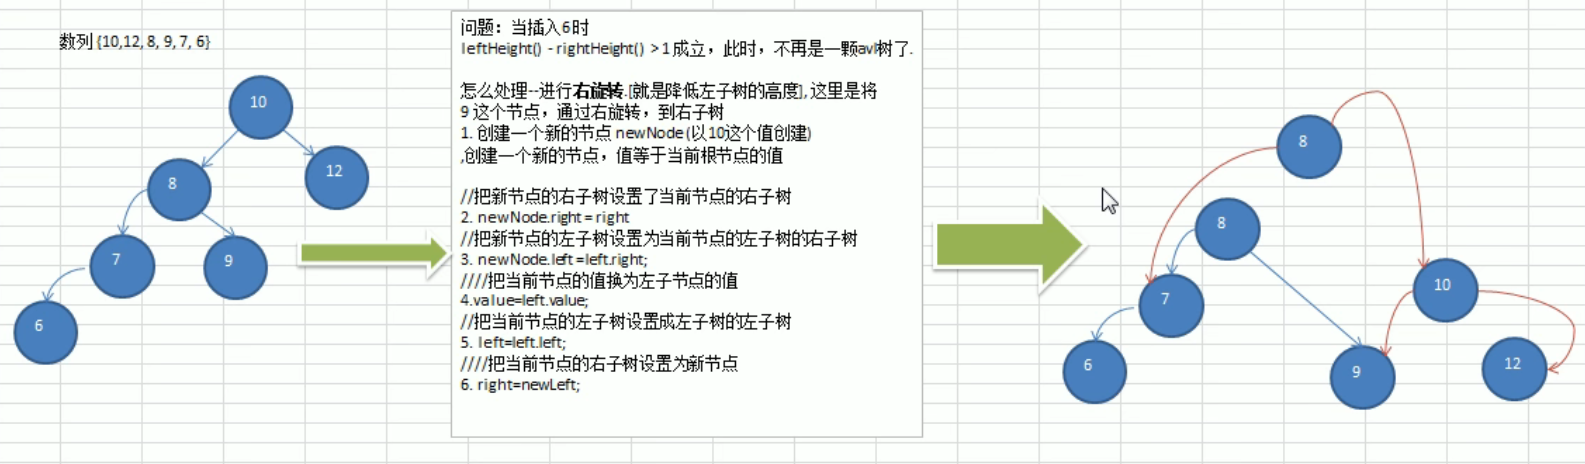 数列 {10,12, 8, 9, 7, 6}
10
8
12
7
9
6
问题：当插入6时
leftHeight() - rightHeight() > 1成立，此时，不再是一颗avl树了.
怎么处理--进行右旋转.[就是降低左子树的高度], 这里是将
9 这个节点，通过右旋转，到右子树
1. 创建一个新的节点 newNode (以10这个值创建)
,创建一个新的节点，值等于当前根节点的值
//把新节点的右子树设置了当前节点的右子树
2. newNode.right = right
//把新节点的左子树设置为当前节点的左子树的右子树
3. newNode.left =left.right;
////把当前节点的值换为左子节点的值
4.value=left.value;
//把当前节点的左子树设置成左子树的左子树
5. left=left.left;
////把当前节点的右子树设置为新节点
6. right=newLeft;
8
8
7
10
6
9
12